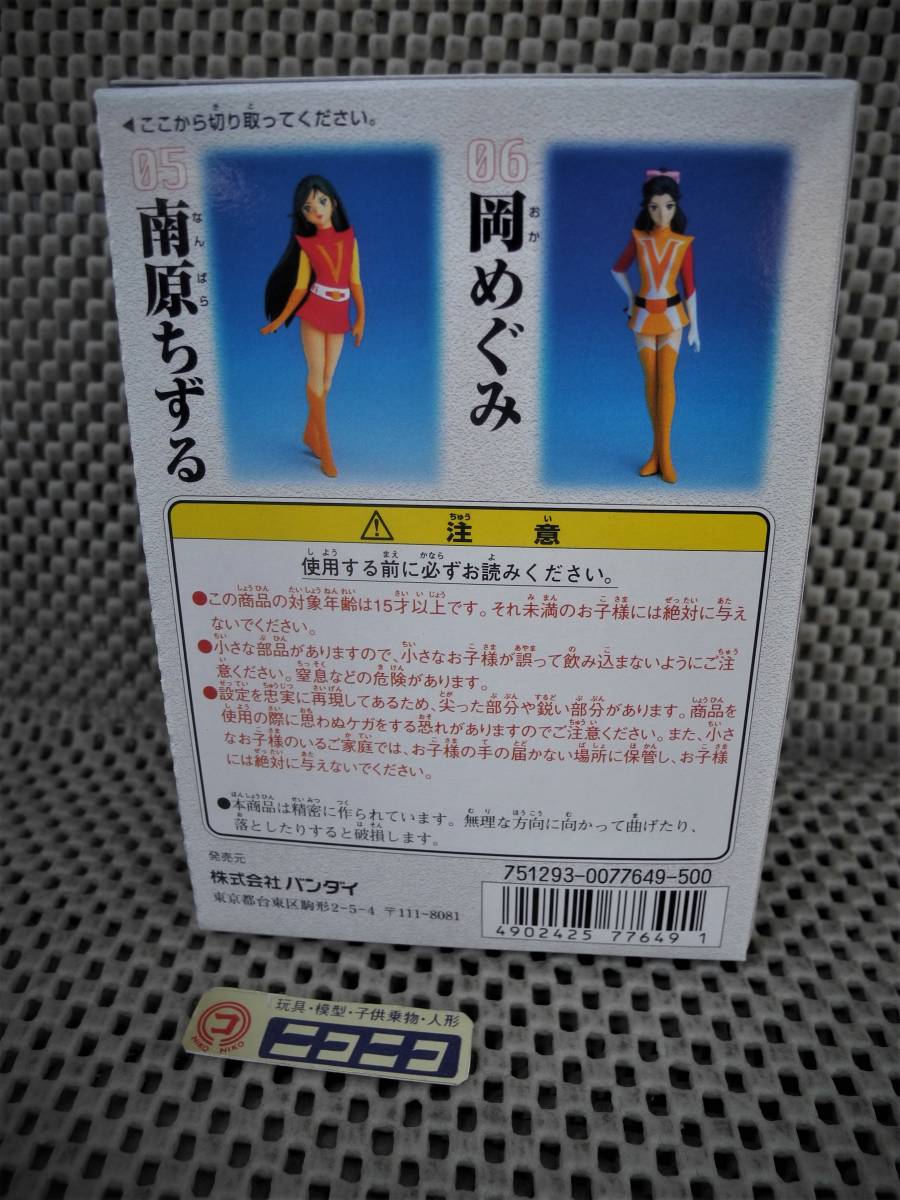 ◀ここから切り取ってください。
05
南原ちずる
なんばら
06
岡めぐみ
おか
V
V
注意
ちゅうい
使用する前に必ずお読みください。
●この商品の対象年齢は15才以上です。それ未満のお子様には絶対に与え
ないでください。
●小さな部品がありますので、小さなお子様が誤って飲み込まないようにご注
意ください。窒息などの危険があります。
●設定を忠実に再現してあるため、尖った部分や鋭い部分があります。商品を
使用の際に思わぬケガをする恐れがありますのでご注意ください。また、小さ
なお子様のいるご家庭では、お子様の手の届かない場所に保管し、お子様
には絶対に与えないでください。
●本商品は精密に作られています。無理な方向に向かって曲げたり、
落としたりすると破損します。
発売元
株式会社 バンダイ
東京都台東区駒形2-5-4 〒111-8081
751293-0077649-500
4902425 77649 1
玩具・模型・子供乗物・人形
コ
NIKO NIKO
ニコニコ